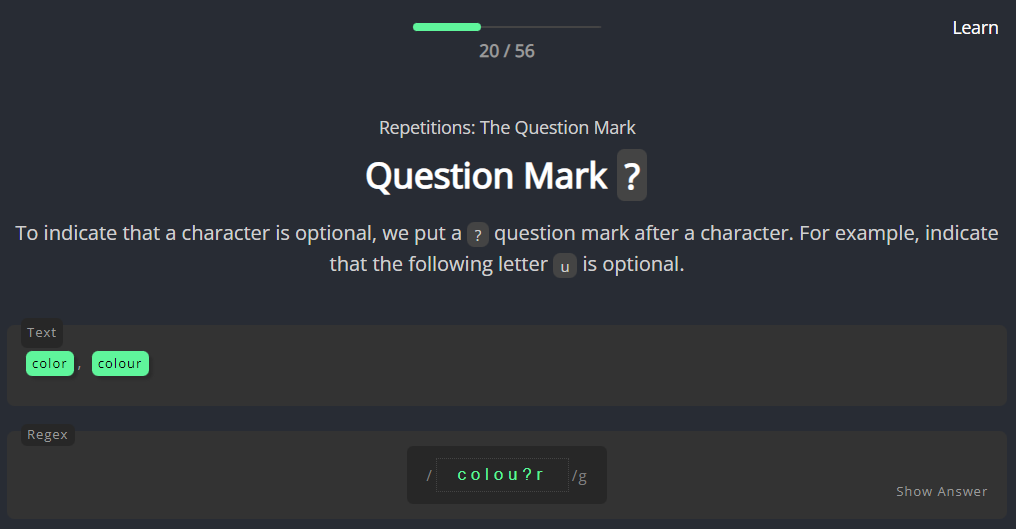 Learn
20 / 56
Repetitions: The Question Mark
Question Mark ?
To indicate that a character is optional, we put a ? question mark after a character. For example, indicate
that the following letter u is optional.
Text
color, colour
Regex
/ colou?r /g
Show Answer